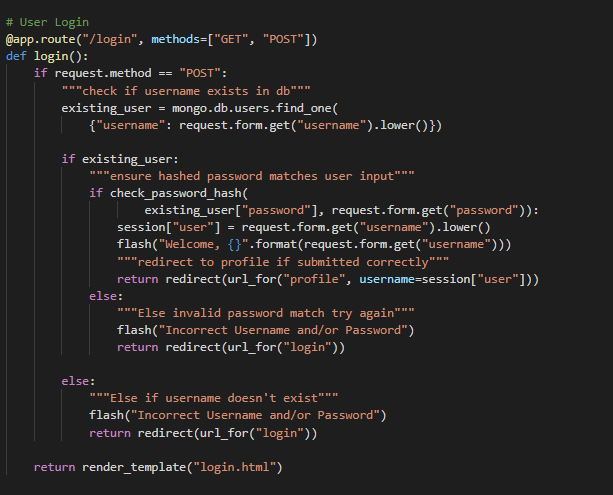 # User Login
@app.route("/login", methods=["GET", "POST"])
def login():
    if request.method == "POST":
        """check if username exists in db"""
        existing_user = mongo.db.users.find_one(
            {"username": request.form.get("username").lower()})

        if existing_user:
            """ensure hashed password matches user input"""
            if check_password_hash(
                    existing_user["password"], request.form.get("password")):
                session["user"] = request.form.get("username").lower()
                flash("Welcome, {}".format(request.form.get("username")))
                """redirect to profile if submitted correctly"""
                return redirect(url_for("profile", username=session["user"]))
            else:
                """Else invalid password match try again"""
                flash("Incorrect Username and/or Password")
                return redirect(url_for("login"))

        else:
            """Else if username doesn't exist"""
            flash("Incorrect Username and/or Password")
            return redirect(url_for("login"))

    return render_template("login.html")